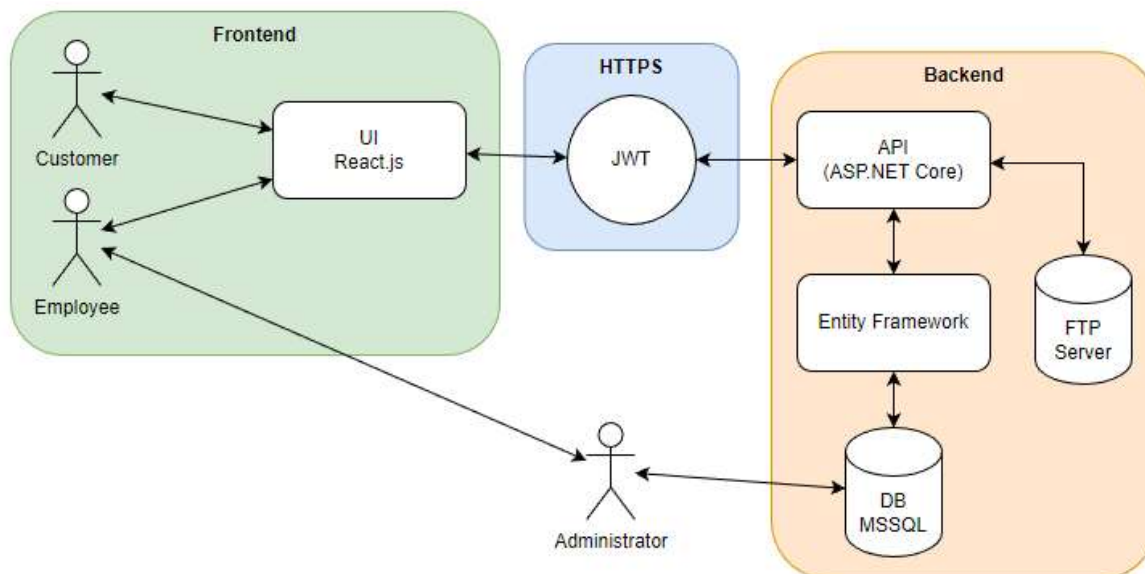 Frontend
Customer
Employee
UI
React.js
HTTPS
JWT
Backend
API
(ASP.NET Core)
Entity Framework
FTP
Server
DB
MSSQL
Administrator